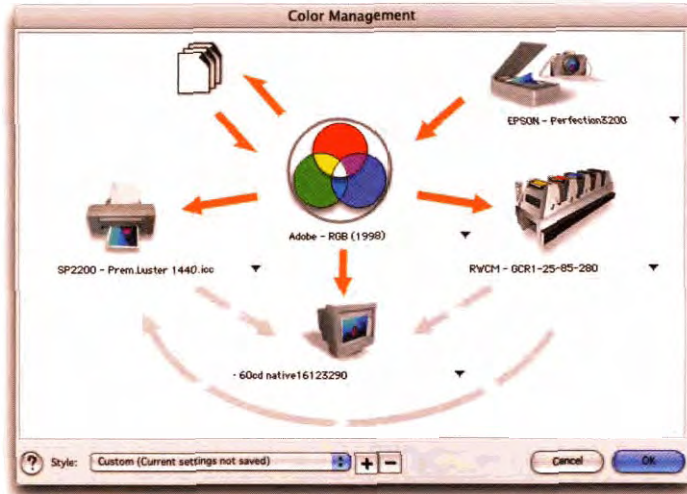 Color Management
EPSON - Perfection3200
Adobe - RGB (1998)
SP2200 - Prem.Luster 1440.icc
RWCM - GCR1-25-85-280
- 60cd native16123290
? Style: Custom (Current settings not saved) + - Cancel OK